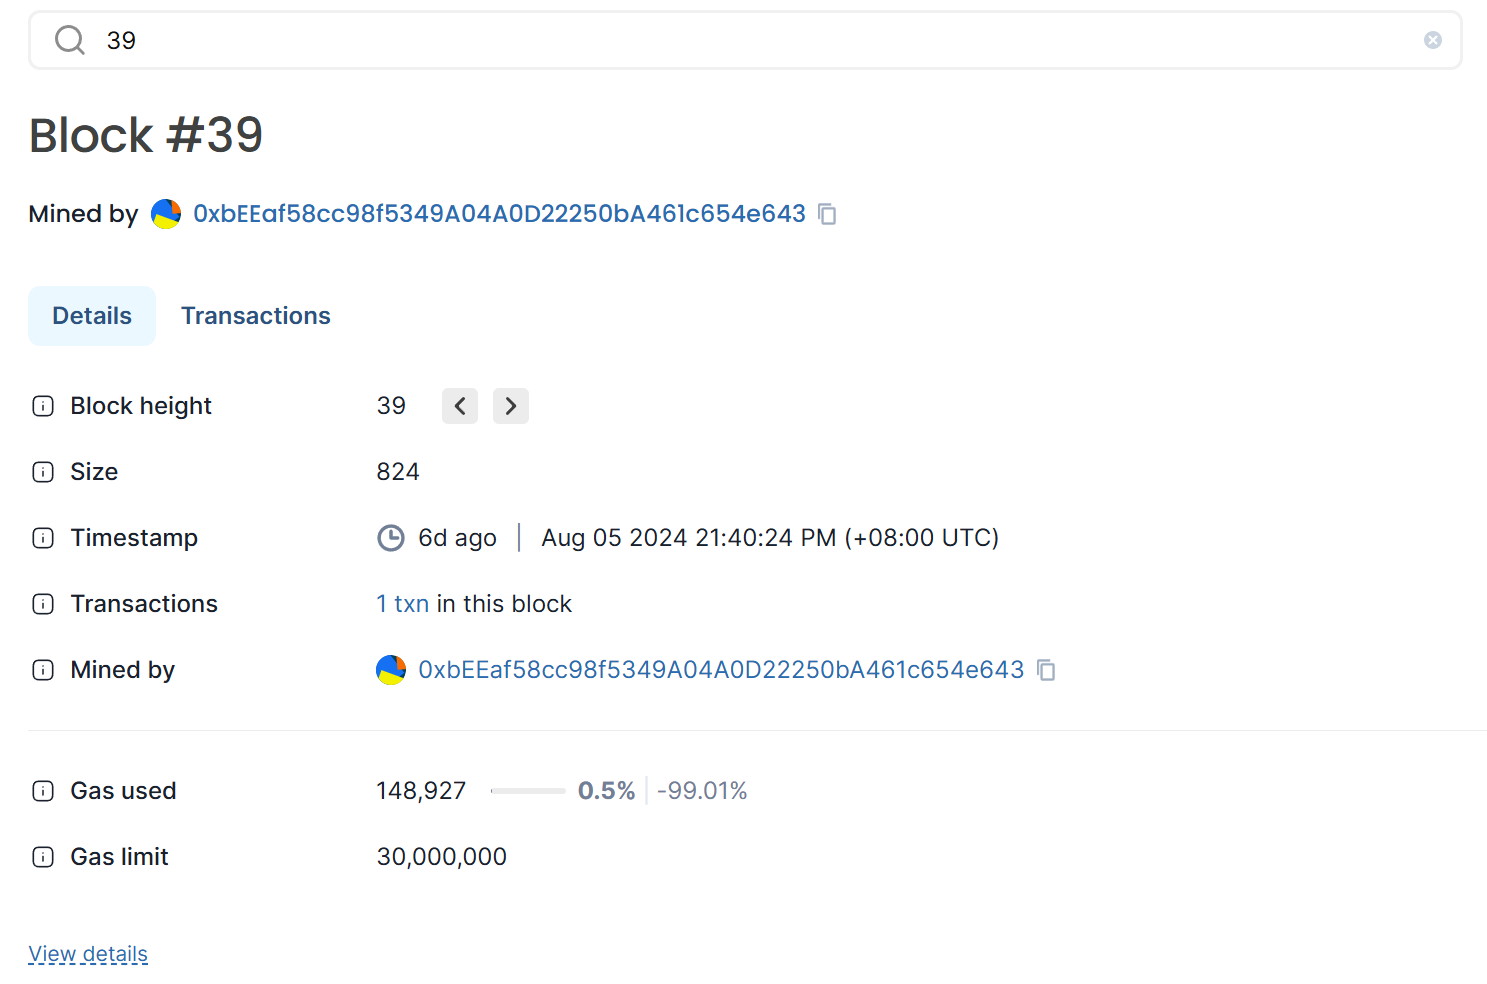 39
Block #39
Mined by 0xbEEaf58cc98f5349A04A0D22250bA461c654e643
Details Transactions
Block height 39
Size 824
Timestamp 6d ago | Aug 05 2024 21:40:24 PM (+08:00 UTC)
Transactions 1 txn in this block
Mined by 0xbEEaf58cc98f5349A04A0D22250bA461c654e643
Gas used 148,927 0.5% | -99.01%
Gas limit 30,000,000
View details